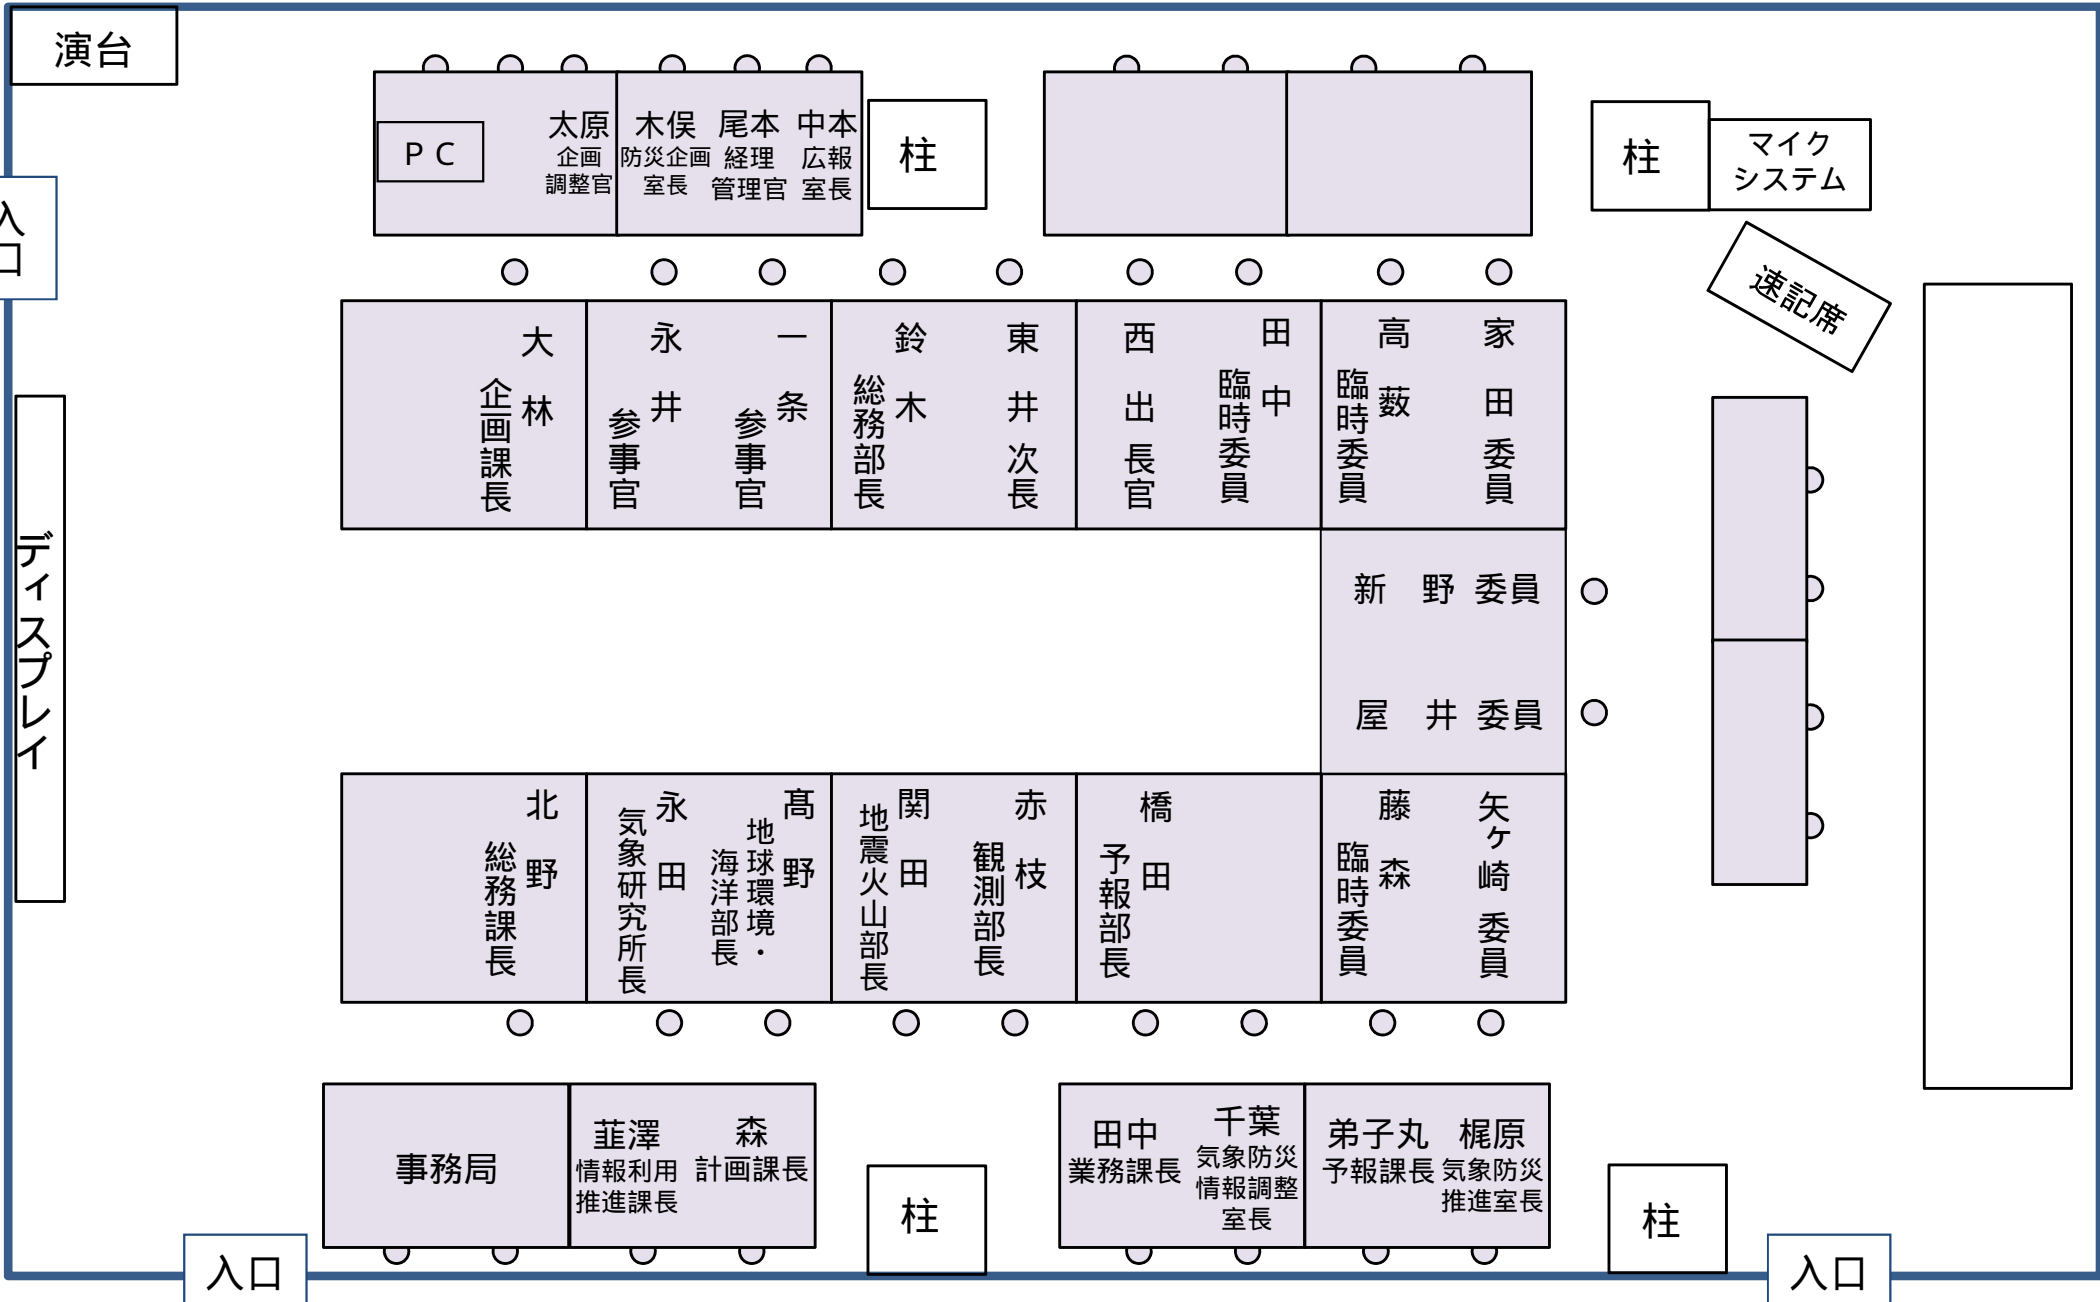 演台
太原
企画
調整官
木俣
防災企画
室長
尾本
経理
管理官
中本
広報
室長
ＰＣ
柱
柱
マイク
システム
入口
速記席
大林
企画課長
永井
参事官
一条
参事官
鈴木
総務部長
東井次長
西出長官
田中
臨時委員
高薮
臨時委員
家田委員
新野委員
屋井委員
ディスプレイ
北野
総務課長
永田
気象研究所長
髙野
地球環境・
海洋部長
関田
地震火山部長
赤枝
観測部長
橋田
予報部長
藤森
臨時委員
矢ケ崎委員
事務局
韮澤
情報利用
推進課長
森
計画課長
柱
田中
業務課長
千葉
気象防災
情報調整
室長
弟子丸
予報課長
梶原
気象防災
推進室長
柱
入口
入口